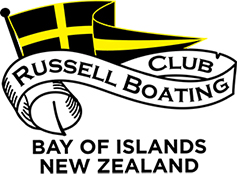 RUSSELL BOATING
CLUB
BAY OF ISLANDS
NEW ZEALAND